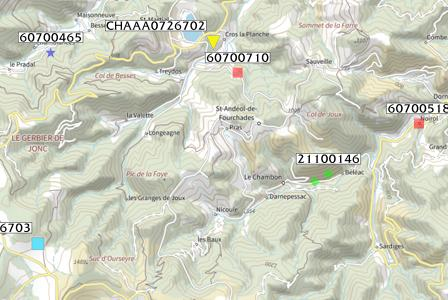 Maisonneuve
CHAAA0726702
Cros la Planche
Sommet de la Farre
60700465
le Pradal
60700710
Sauveille
Col de Besses
Treydos
60700518
la Valette
St-Andéol-de-
Fourchades
Col de Joux
Pras
Longeagne
LE GERBIER DE
JONC
Grand
21100146
Pic de la Faye
Le Chambon
Béléac
les Granges de Joux
Darnepessac
Nicoule
6703
les Baux
Sardiges
Suc d'Ourseyre